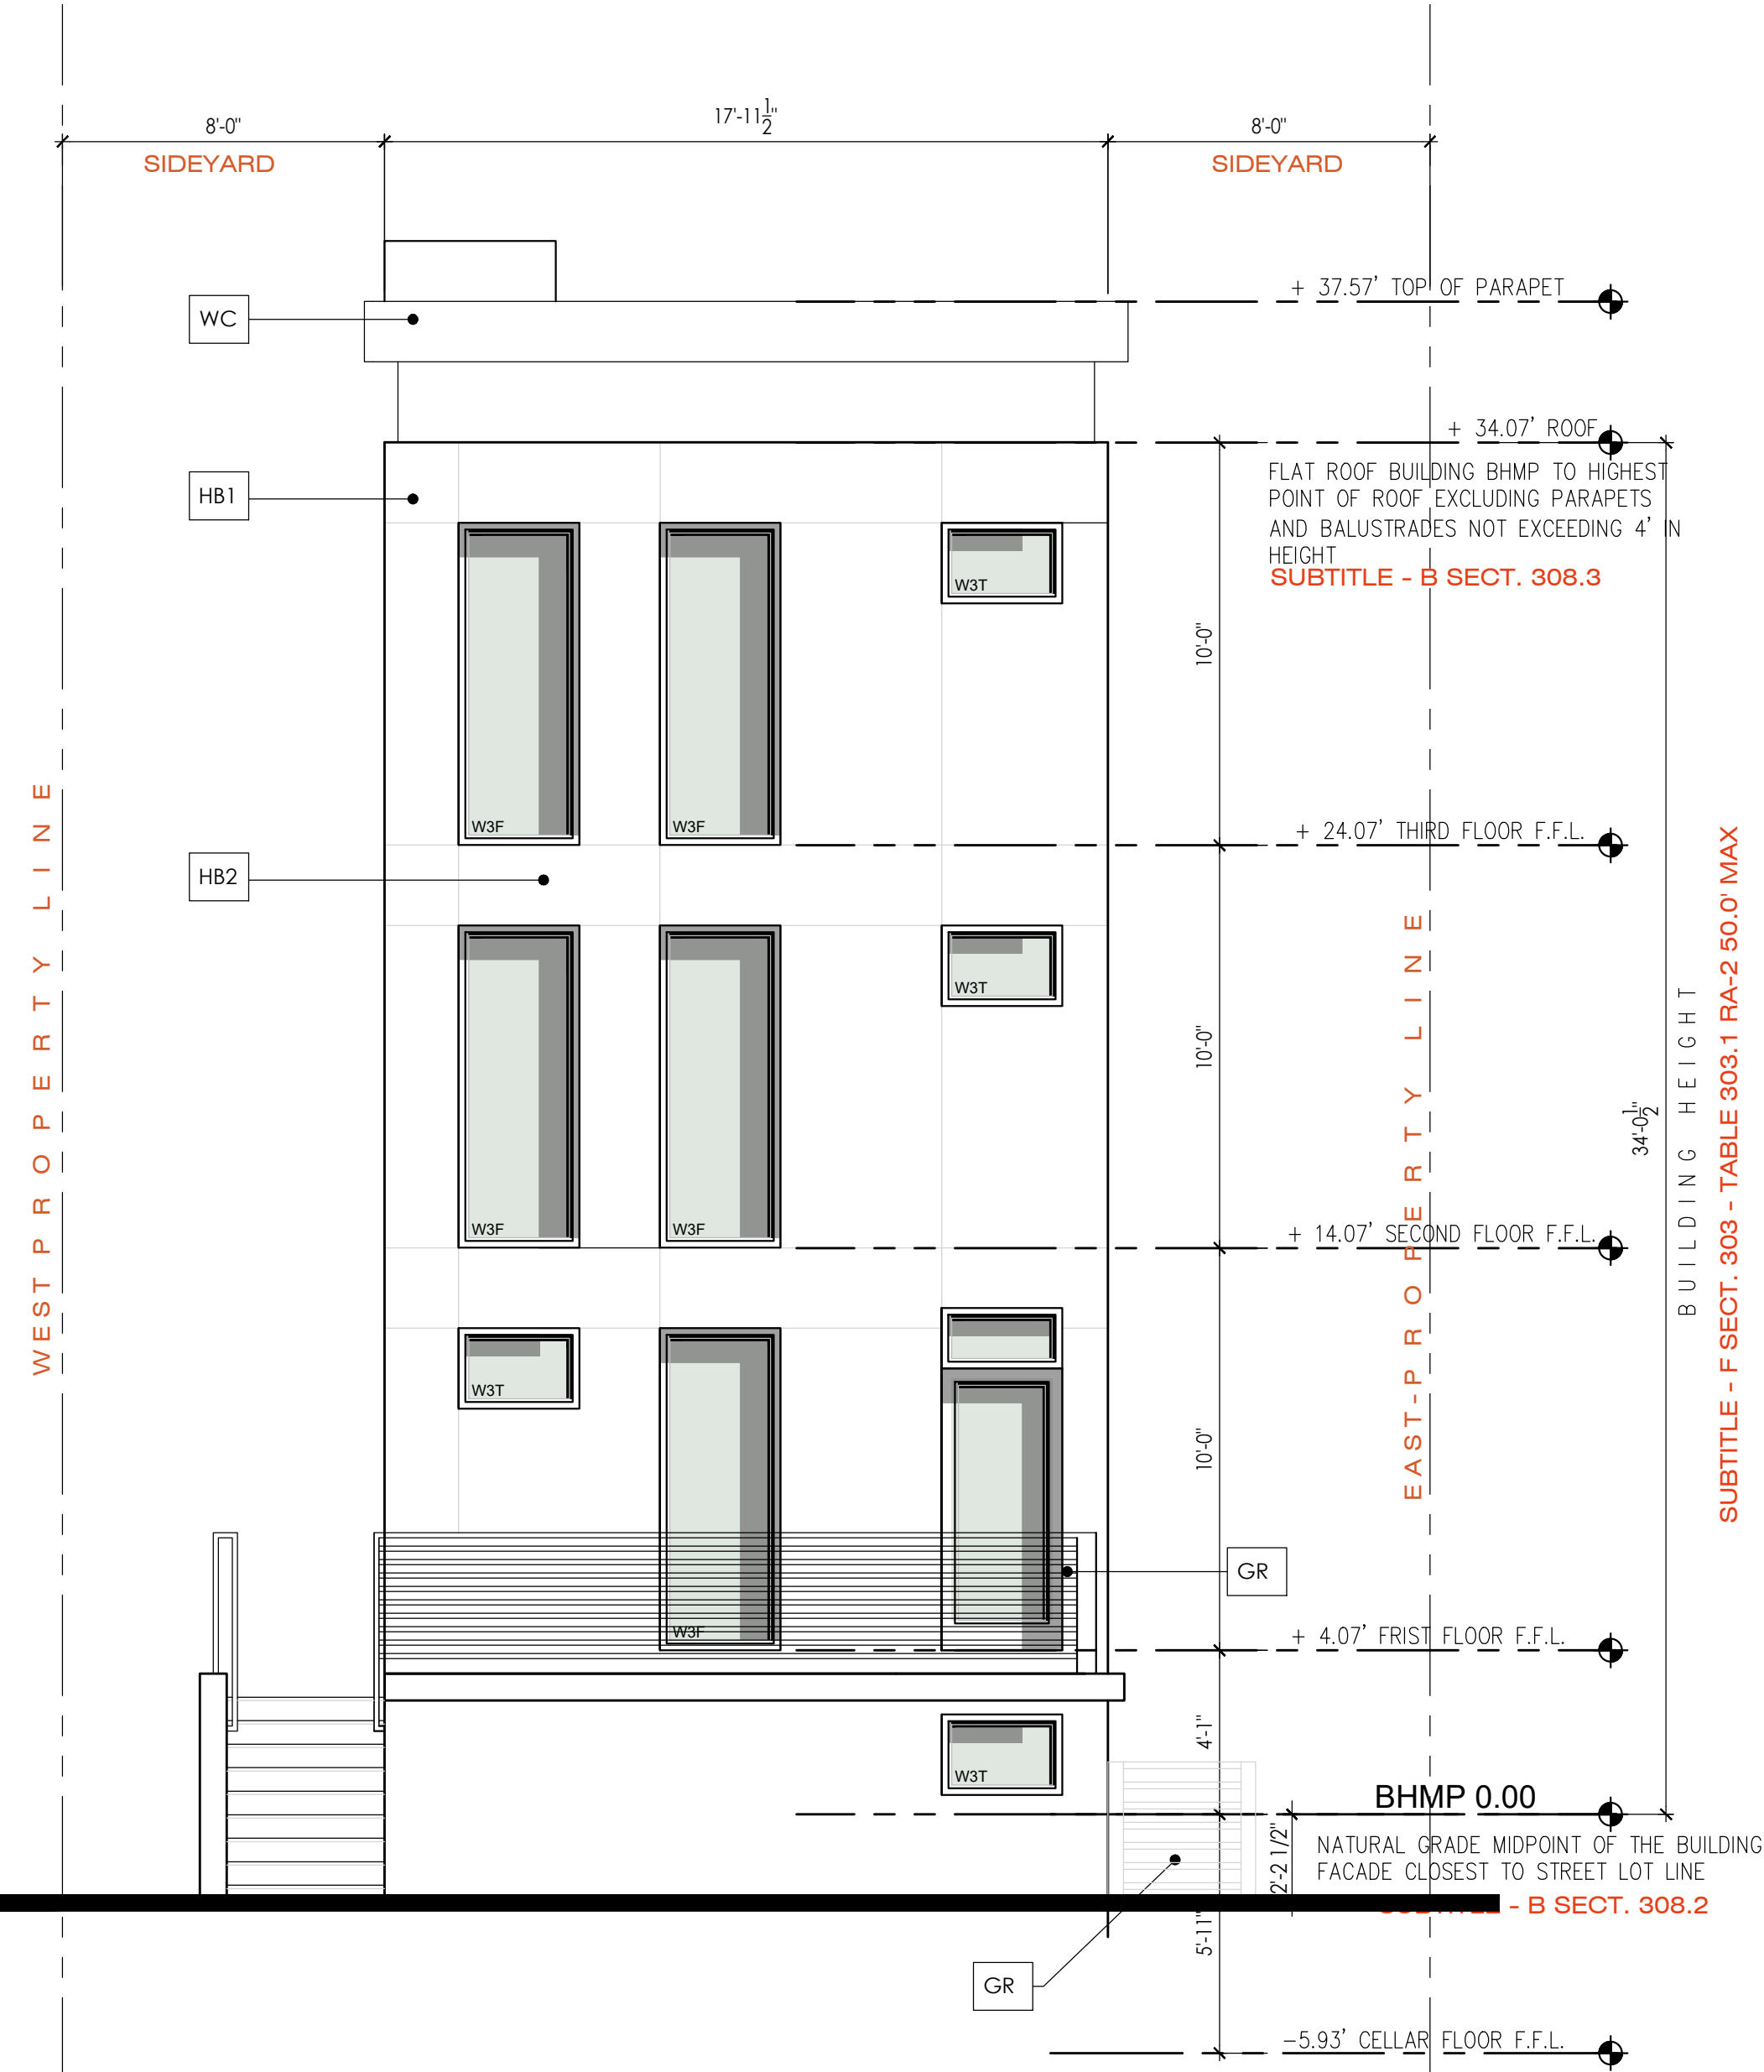 8'-0"
17'-11 1/2"
8'-0"
SIDEYARD
SIDEYARD
+ 37.57' TOP OF PARAPET
WC
+ 34.07' ROOF
FLAT ROOF BUILDING BHMP TO HIGHEST
POINT OF ROOF EXCLUDING PARAPETS
AND BALUSTRADES NOT EXCEEDING 4' IN
HEIGHT
SUBTITLE - B SECT. 308.3
HB1
W3T
10'-0"
W3F
W3F
+ 24.07' THIRD FLOOR F.F.L.
HB2
WEST PROPERTY LINE
EAST-PROPERTY LINE
W3T
10'-0"
BUILDING HEIGHT
34'-0 1/2"
SUBTITLE - F SECT. 303 - TABLE 303.1 RA-2 50.0' MAX
W3F
W3F
+ 14.07' SECOND FLOOR F.F.L.
W3T
10'-0"
GR
W3F
+ 4.07' FRIST FLOOR F.F.L.
4'-1"
W3T
BHMP 0.00
NATURAL GRADE MIDPOINT OF THE BUILDING
FACADE CLOSEST TO STREET LOT LINE
2'-2 1/2"
- B SECT. 308.2
5'-11"
GR
-5.93' CELLAR FLOOR F.F.L.